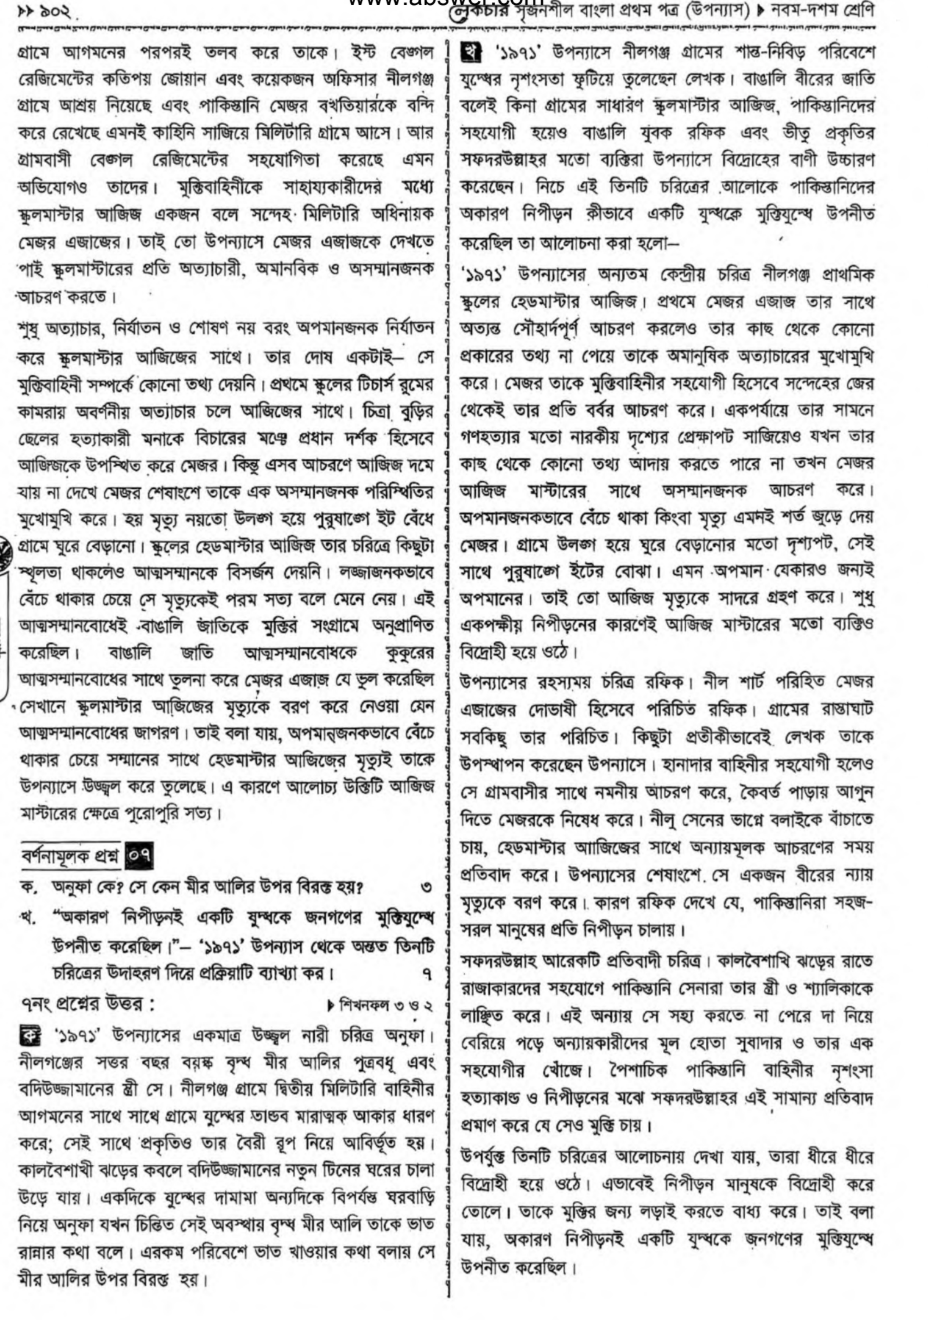 www.abswer.com
▸▸ ১০২
লেকচার সৃজনশীল বাংলা প্রথম পত্র (উপন্যাস) ▸ নবম-দশম শ্রেণি
গ্রামে আগমনের পরপরই তলব করে তাকে। ইস্ট বেঙ্গল
রেজিমেন্টের কতিপয় জোয়ান এবং কয়েকজন অফিসার নীলগঞ্জ
গ্রামে আশ্রয় নিয়েছে এবং পাকিস্তানি মেজর বখতিয়ারকে বন্দি
করে রেখেছে এমনই কাহিনি সাজিয়ে মিলিটারি গ্রামে আসে। আর
গ্রামবাসী বেঙ্গল রেজিমেন্টের সহযোগিতা করেছে এমন
অভিযোগও তাদের। মুক্তিবাহিনীকে সাহায্যকারীদের মধ্যে
স্কুলমাস্টার আজিজ একজন বলে সন্দেহ মিলিটারি অধিনায়ক
মেজর এজাজের। তাই তো উপন্যাসে মেজর এজাজকে দেখতে
পাই স্কুলমাস্টারের প্রতি অত্যাচারী, অমানবিক ও অসম্মানজনক
আচরণ করতে।
শুধু অত্যাচার, নির্যাতন ও শোষণ নয় বরং অপমানজনক নির্যাতন
করে স্কুলমাস্টার আজিজের সাথে। তার দোষ একটাই– সে
মুক্তিবাহিনী সম্পর্কে কোনো তথ্য দেয়নি। প্রথমে স্কুলের টিচার্স রুমের
কামরায় অবর্ণনীয় অত্যাচার চলে আজিজের সাথে। চিত্রা বুড়ির
ছেলের হত্যাকারী মনাকে বিচারের মঞ্চে প্রধান দর্শক হিসেবে
আজিজকে উপস্থিত করে মেজর। কিন্তু এসব আচরণে আজিজ দমে
যায় না দেখে মেজর শেষাংশে তাকে এক অসম্মানজনক পরিস্থিতির
মুখোমুখি করে। হয় মৃত্যু নয়তো উলঙ্গ হয়ে পুরুষাঙ্গে ইট বেঁধে
গ্রামে ঘুরে বেড়ানো। স্কুলের হেডমাস্টার আজিজ তার চরিত্রে কিছুটা
স্থূলতা থাকলেও আত্মসম্মানকে বিসর্জন দেয়নি। লজ্জাজনকভাবে
বেঁচে থাকার চেয়ে সে মৃত্যুকেই পরম সত্য বলে মেনে নেয়। এই
আত্মসম্মানবোধেই বাঙালি জাতিকে মুক্তির সংগ্রামে অনুপ্রাণিত
করেছিল। বাঙালি জাতি আত্মসম্মানবোধকে কুকুরের
আত্মসম্মানবোধের সাথে তুলনা করে মেজর এজাজ যে ভুল করেছিল
সেখানে স্কুলমাস্টার আজিজের মৃত্যুকে বরণ করে নেওয়া যেন
আত্মসম্মানবোধের জাগরণ। তাই বলা যায়, অপমানজনকভাবে বেঁচে
থাকার চেয়ে সম্মানের সাথে হেডমাস্টার আজিজের মৃত্যুই তাকে
উপন্যাসে উজ্জ্বল করে তুলেছে। এ কারণে আলোচ্য উক্তিটি আজিজ
মাস্টারের ক্ষেত্রে পুরোপুরি সত্য।
বর্ণনামূলক প্রশ্ন ০৭
ক. অনুফা কে? সে কেন মীর আলির উপর বিরক্ত হয়? ৩
খ. “অকারণ নিপীড়নই একটি যুদ্ধকে জনগণের মুক্তিযুদ্ধে
উপনীত করেছিল।”– ‘১৯৭১’ উপন্যাস থেকে অন্তত তিনটি
চরিত্রের উদাহরণ দিয়ে প্রক্রিয়াটি ব্যাখ্যা কর। ৭
৭নং প্রশ্নের উত্তর : ▸ শিখনফল ৩ ও ২
ক ‘১৯৭১’ উপন্যাসের একমাত্র উজ্জ্বল নারী চরিত্র অনুফা।
নীলগঞ্জের সত্তর বছর বয়স্ক বৃদ্ধ মীর আলির পুত্রবধূ এবং
বদিউজ্জামানের স্ত্রী সে। নীলগঞ্জ গ্রামে দ্বিতীয় মিলিটারি বাহিনীর
আগমনের সাথে সাথে গ্রামে যুদ্ধের তান্ডব মারাত্মক আকার ধারণ
করে; সেই সাথে প্রকৃতিও তার বৈরী রূপ নিয়ে আবির্ভূত হয়।
কালবৈশাখী ঝড়ের কবলে বদিউজ্জামানের নতুন টিনের ঘরের চালা
উড়ে যায়। একদিকে যুদ্ধের দামামা অন্যদিকে বিপর্যস্ত ঘরবাড়ি
নিয়ে অনুফা যখন চিন্তিত সেই অবস্থায় বৃদ্ধ মীর আলি তাকে ভাত
রান্নার কথা বলে। এরকম পরিবেশে ভাত খাওয়ার কথা বলায় সে
মীর আলির উপর বিরক্ত হয়।
খ ‘১৯৭১’ উপন্যাসে নীলগঞ্জ গ্রামের শান্ত-নিবিড় পরিবেশে
যুদ্ধের নৃশংসতা ফুটিয়ে তুলেছেন লেখক। বাঙালি বীরের জাতি
বলেই কিনা গ্রামের সাধারণ স্কুলমাস্টার আজিজ, পাকিস্তানিদের
সহযোগী হয়েও বাঙালি যুবক রফিক এবং ভীতু প্রকৃতির
সফদরউল্লাহর মতো ব্যক্তিরা উপন্যাসে বিদ্রোহের বাণী উচ্চারণ
করেছেন। নিচে এই তিনটি চরিত্রের আলোকে পাকিস্তানিদের
অকারণ নিপীড়ন কীভাবে একটি যুদ্ধকে মুক্তিযুদ্ধে উপনীত
করেছিল তা আলোচনা করা হলো–
‘১৯৭১’ উপন্যাসের অন্যতম কেন্দ্রীয় চরিত্র নীলগঞ্জ প্রাথমিক
স্কুলের হেডমাস্টার আজিজ। প্রথমে মেজর এজাজ তার সাথে
অত্যন্ত সৌহার্দপূর্ণ আচরণ করলেও তার কাছ থেকে কোনো
প্রকারের তথ্য না পেয়ে তাকে অমানুষিক অত্যাচারের মুখোমুখি
করে। মেজর তাকে মুক্তিবাহিনীর সহযোগী হিসেবে সন্দেহের জের
থেকেই তার প্রতি বর্বর আচরণ করে। একপর্যায়ে তার সামনে
গণহত্যার মতো নারকীয় দৃশ্যের প্রেক্ষাপট সাজিয়েও যখন তার
কাছ থেকে কোনো তথ্য আদায় করতে পারে না তখন মেজর
আজিজ মাস্টারের সাথে অসম্মানজনক আচরণ করে।
অপমানজনকভাবে বেঁচে থাকা কিংবা মৃত্যু এমনই শর্ত জুড়ে দেয়
মেজর। গ্রামে উলঙ্গ হয়ে ঘুরে বেড়ানোর মতো দৃশ্যপট, সেই
সাথে পুরুষাঙ্গে ইটের বোঝা। এমন অপমান যেকারও জন্যই
অপমানের। তাই তো আজিজ মৃত্যুকে সাদরে গ্রহণ করে। শুধু
একপক্ষীয় নিপীড়নের কারণেই আজিজ মাস্টারের মতো ব্যক্তিও
বিদ্রোহী হয়ে ওঠে।
উপন্যাসের রহস্যময় চরিত্র রফিক। নীল শার্ট পরিহিত মেজর
এজাজের দোভাষী হিসেবে পরিচিত রফিক। গ্রামের রাস্তাঘাট
সবকিছু তার পরিচিত। কিছুটা প্রতীকীভাবেই লেখক তাকে
উপস্থাপন করেছেন উপন্যাসে। হানাদার বাহিনীর সহযোগী হলেও
সে গ্রামবাসীর সাথে নমনীয় আচরণ করে, কৈবর্ত পাড়ায় আগুন
দিতে মেজরকে নিষেধ করে। নীলু সেনের ভাগ্নে বলাইকে বাঁচাতে
চায়, হেডমাস্টার আাজিজের সাথে অন্যায়মূলক আচরণের সময়
প্রতিবাদ করে। উপন্যাসের শেষাংশে সে একজন বীরের ন্যায়
মৃত্যুকে বরণ করে। কারণ রফিক দেখে যে, পাকিস্তানিরা সহজ-
সরল মানুষের প্রতি নিপীড়ন চালায়।
সফদরউল্লাহ আরেকটি প্রতিবাদী চরিত্র। কালবৈশাখি ঝড়ের রাতে
রাজাকারদের সহযোগে পাকিস্তানি সেনারা তার স্ত্রী ও শ্যালিকাকে
লাঞ্ছিত করে। এই অন্যায় সে সহ্য করতে না পেরে দা নিয়ে
বেরিয়ে পড়ে অন্যায়কারীদের মূল হোতা সুবাদার ও তার এক
সহযোগীর খোঁজে। পৈশাচিক পাকিস্তানি বাহিনীর নৃশংসা
হত্যাকান্ড ও নিপীড়নের মঝে সফদরউল্লাহর এই সামান্য প্রতিবাদ
প্রমাণ করে যে সেও মুক্তি চায়।
উপর্যুক্ত তিনটি চরিত্রের আলোচনায় দেখা যায়, তারা ধীরে ধীরে
বিদ্রোহী হয়ে ওঠে। এভাবেই নিপীড়ন মানুষকে বিদ্রোহী করে
তোলে। তাকে মুক্তির জন্য লড়াই করতে বাধ্য করে। তাই বলা
যায়, অকারণ নিপীড়নই একটি যুদ্ধকে জনগণের মুক্তিযুদ্ধে
উপনীত করেছিল।